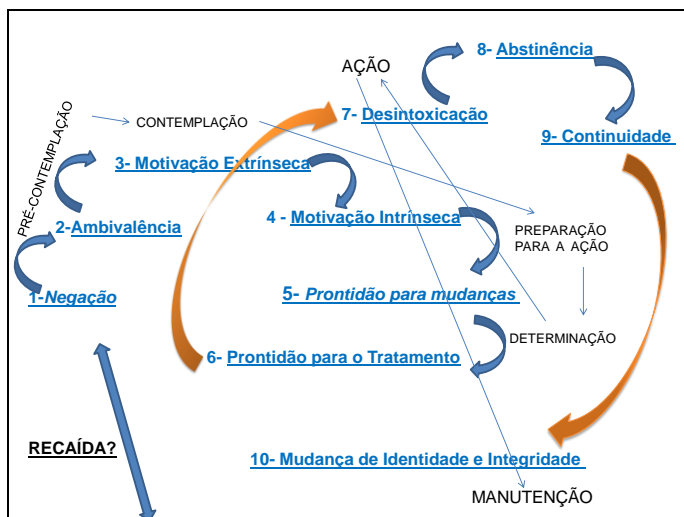 8- Abstinência
AÇÃO
7- Desintoxicação
CONTEMPLAÇÃO
9- Continuidade
PRÉ-CONTEMPLAÇÃO
3- Motivação Extrínseca
2-Ambivalência
4 - Motivação Intrínseca
PREPARAÇÃO
PARA A AÇÃO
1-Negação
5- Prontidão para mudanças
DETERMINAÇÃO
6- Prontidão para o Tratamento
RECAÍDA?
10- Mudança de Identidade e Integridade
MANUTENÇÃO